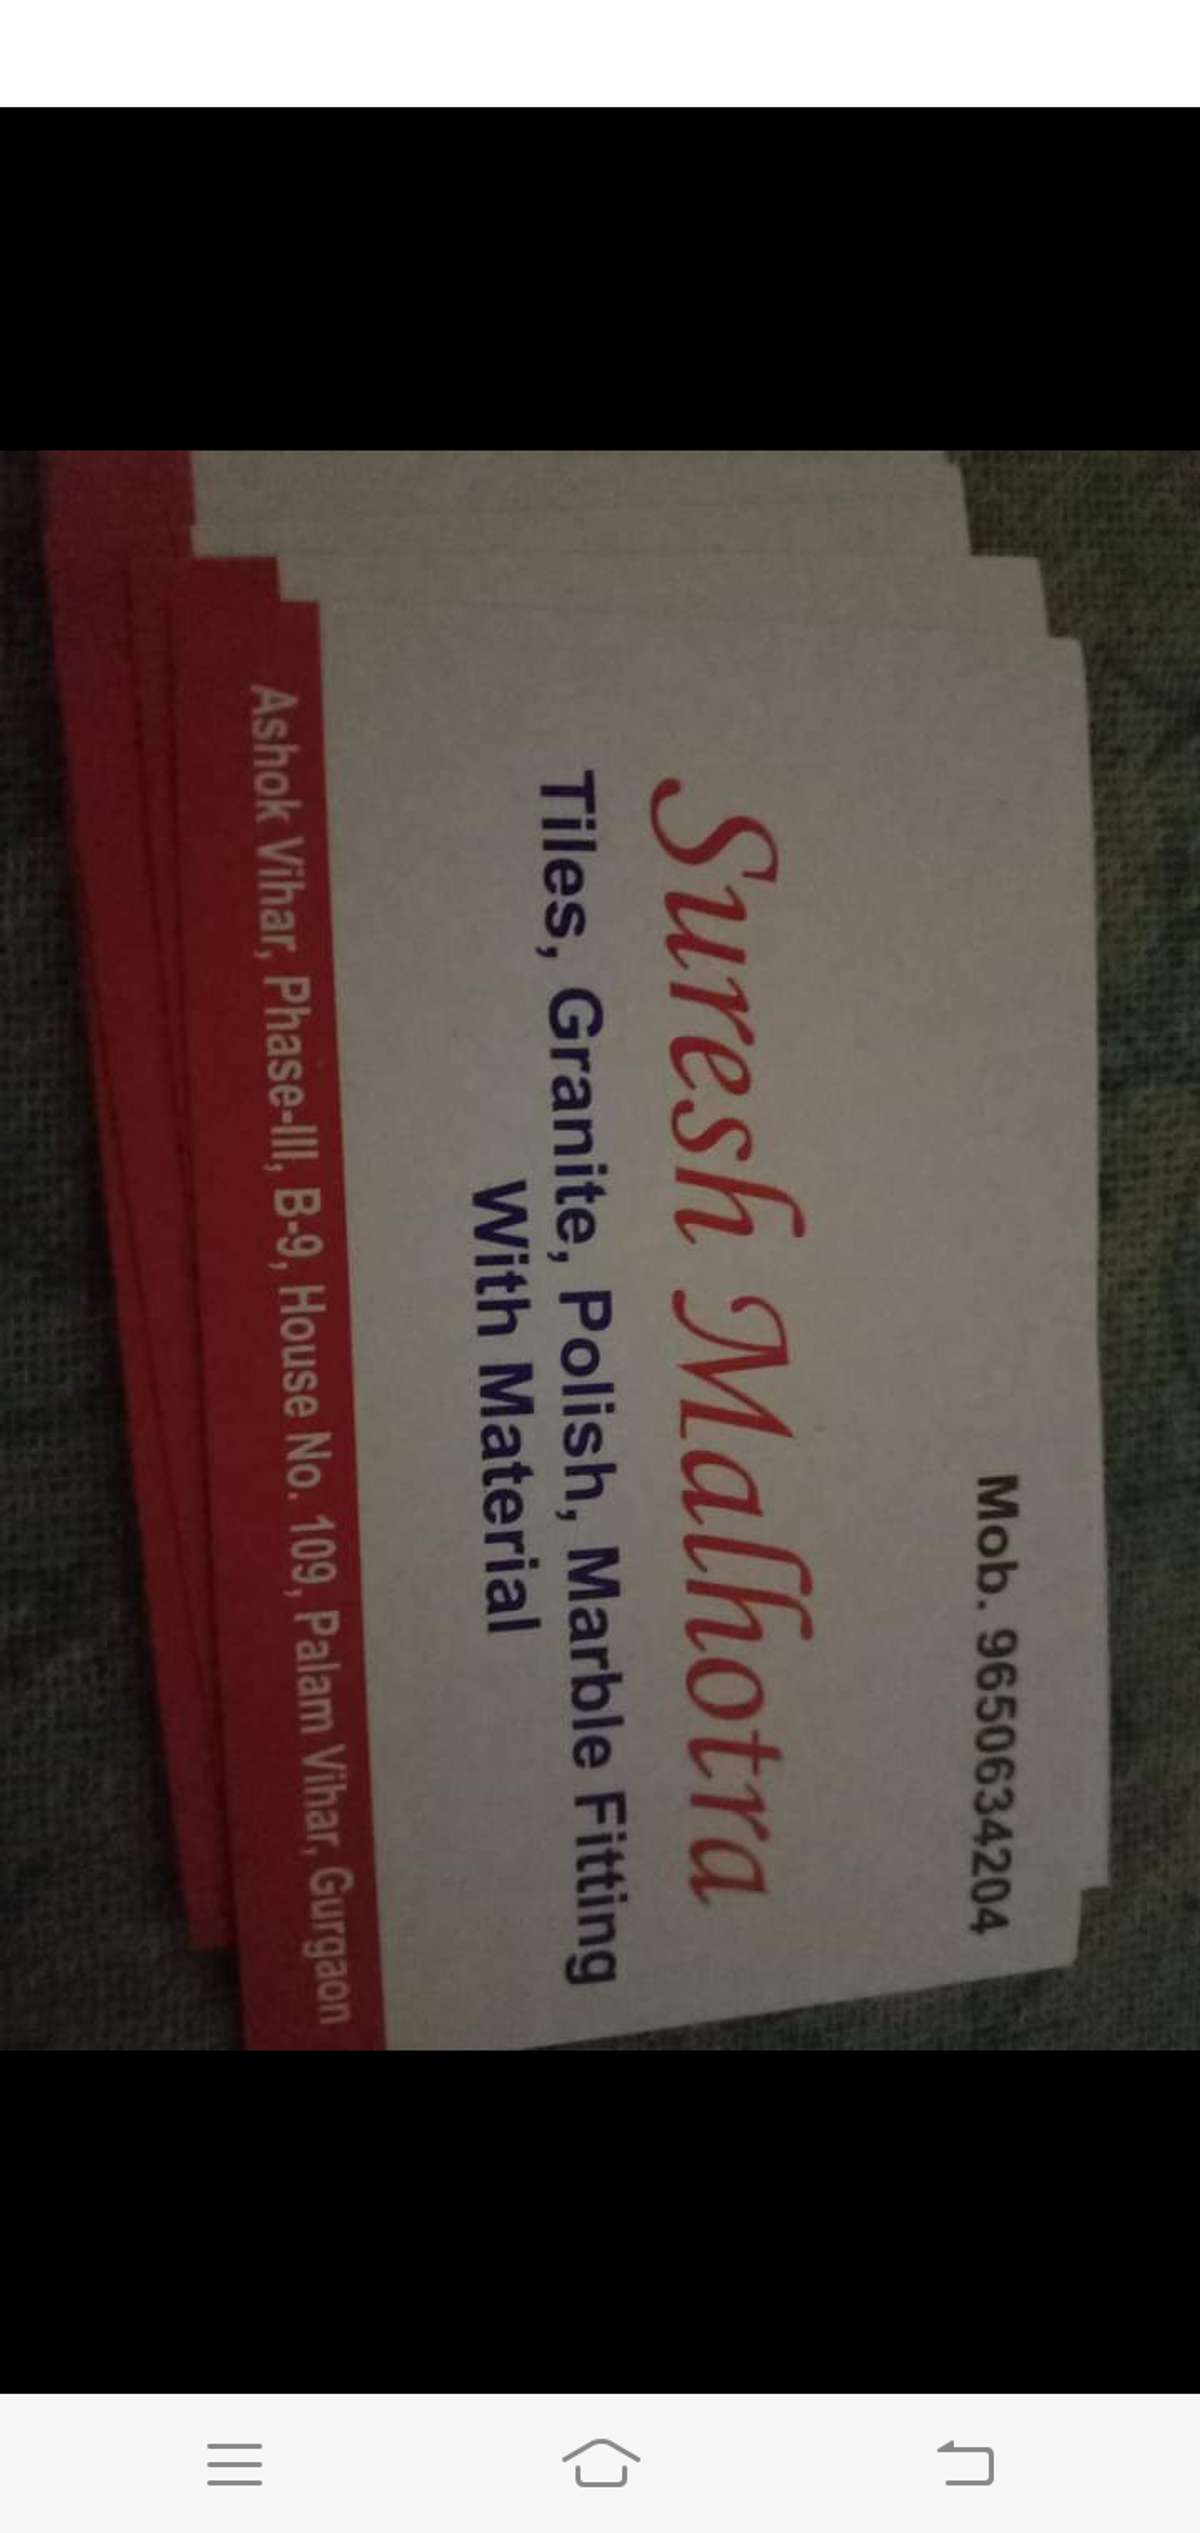 Mob. 9650634204
Suresh Malhotra
Tiles, Granite, Polish, Marble Fitting
With Material
Ashok Vihar, Phase-III, B-9, House No. 109, Palam Vihar, Gurgaon